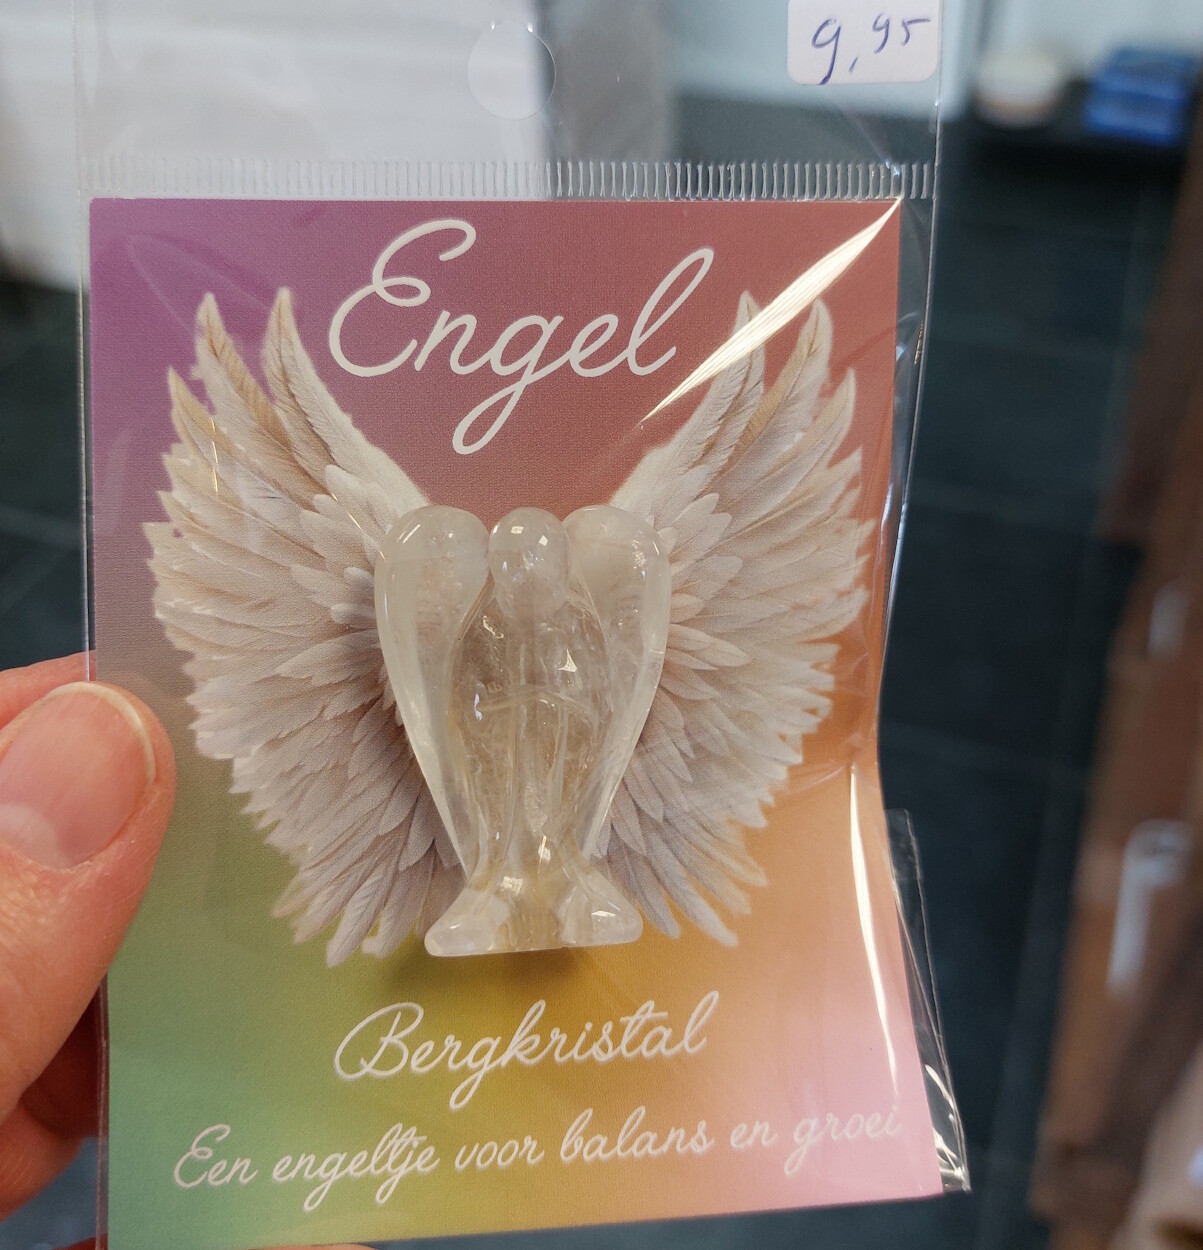 9,95
Engel
Bergkristal
Een engeltje voor balans en groei